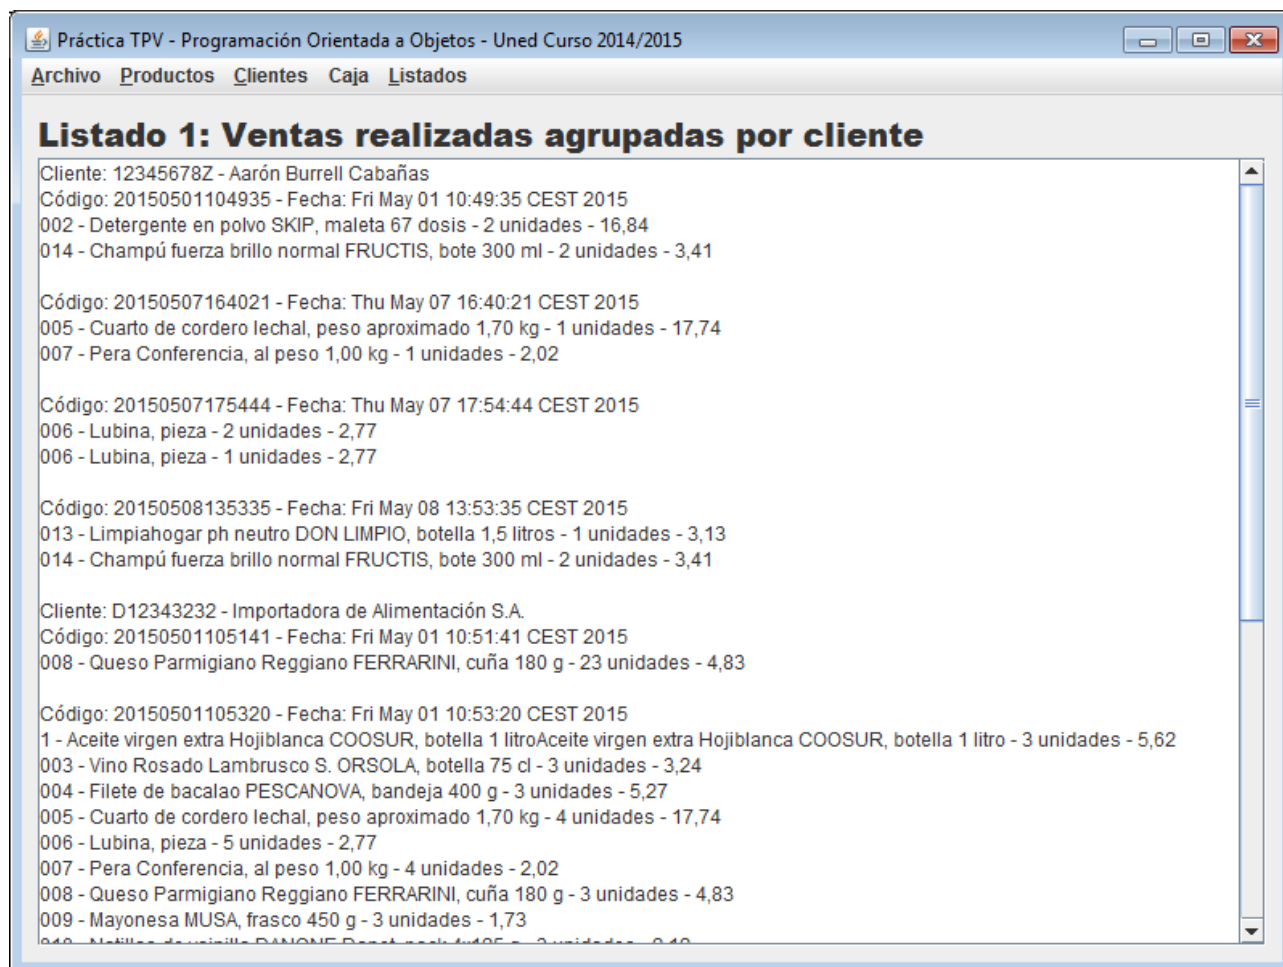 Práctica TPV - Programación Orientada a Objetos - Uned Curso 2014/2015
Archivo Productos Clientes Caja Listados
Listado 1: Ventas realizadas agrupadas por cliente
Cliente: 12345678Z - Aarón Burrell Cabañas
Código: 20150501104935 - Fecha: Fri May 01 10:49:35 CEST 2015
002 - Detergente en polvo SKIP, maleta 67 dosis - 2 unidades - 16,84
014 - Champú fuerza brillo normal FRUCTIS, bote 300 ml - 2 unidades - 3,41
Código: 20150507164021 - Fecha: Thu May 07 16:40:21 CEST 2015
005 - Cuarto de cordero lechal, peso aproximado 1,70 kg - 1 unidades - 17,74
007 - Pera Conferencia, al peso 1,00 kg - 1 unidades - 2,02
Código: 20150507175444 - Fecha: Thu May 07 17:54:44 CEST 2015
006 - Lubina, pieza - 2 unidades - 2,77
006 - Lubina, pieza - 1 unidades - 2,77
Código: 20150508135335 - Fecha: Fri May 08 13:53:35 CEST 2015
013 - Limpiahogar ph neutro DON LIMPIO, botella 1,5 litros - 1 unidades - 3,13
014 - Champú fuerza brillo normal FRUCTIS, bote 300 ml - 2 unidades - 3,41
Cliente: D12343232 - Importadora de Alimentación S.A.
Código: 20150501105141 - Fecha: Fri May 01 10:51:41 CEST 2015
008 - Queso Parmigiano Reggiano FERRARINI, cuña 180 g - 23 unidades - 4,83
Código: 20150501105320 - Fecha: Fri May 01 10:53:20 CEST 2015
1 - Aceite virgen extra Hojiblanca COOSUR, botella 1 litroAceite virgen extra Hojiblanca COOSUR, botella 1 litro - 3 unidades - 5,62
003 - Vino Rosado Lambrusco S. ORSOLA, botella 75 cl - 3 unidades - 3,24
004 - Filete de bacalao PESCANOVA, bandeja 400 g - 3 unidades - 5,27
005 - Cuarto de cordero lechal, peso aproximado 1,70 kg - 4 unidades - 17,74
006 - Lubina, pieza - 5 unidades - 2,77
007 - Pera Conferencia, al peso 1,00 kg - 4 unidades - 2,02
008 - Queso Parmigiano Reggiano FERRARINI, cuña 180 g - 3 unidades - 4,83
009 - Mayonesa MUSA, frasco 450 g - 3 unidades - 1,73